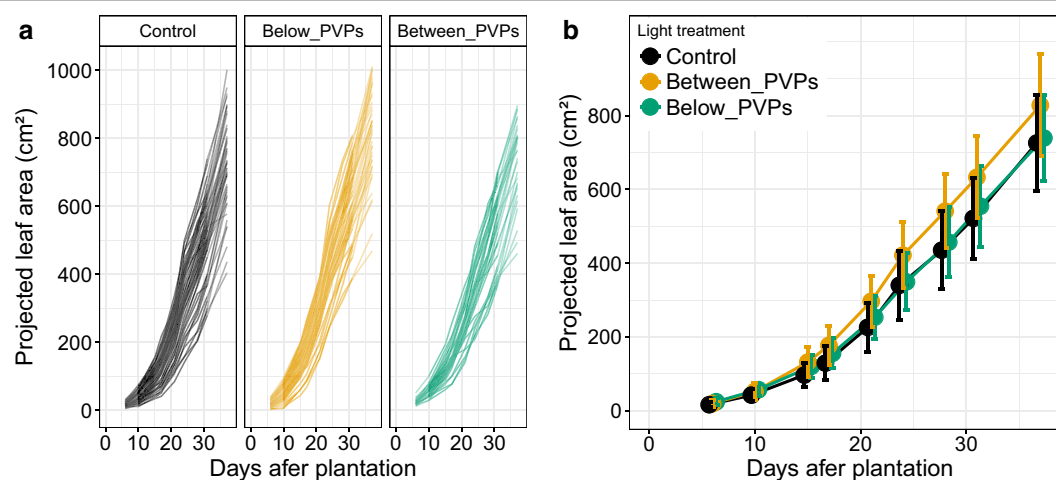 a
Control
Below_PVPs
Between_PVPs
Projected leaf area (cm²)
1000
800
600
400
200
0
0 10 20 30
0 10 20 30
0 10 20 30
Days afer plantation
b
Light treatment
Control
Between_PVPs
Below_PVPs
Projected leaf area (cm²)
800
600
400
200
0
0 10 20 30
Days afer plantation